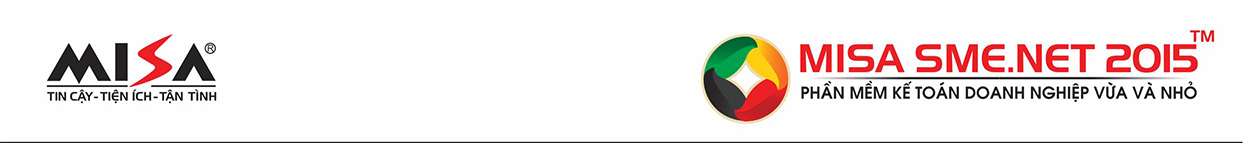 MISA®
TIN CẬY-TIỆN ÍCH-TẬN TÌNH
MISA SME.NET 2015™
PHẦN MỀM KẾ TOÁN DOANH NGHIỆP VỪA VÀ NHỎ